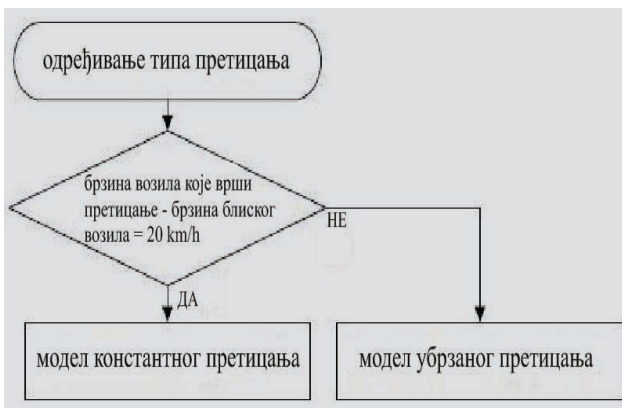 одређивање типа претицања
брзина возила које врши
претицање - брзина блиског
возила = 20 km/h
НЕ
ДА
модел константног претицања
модел убрзаног претицања